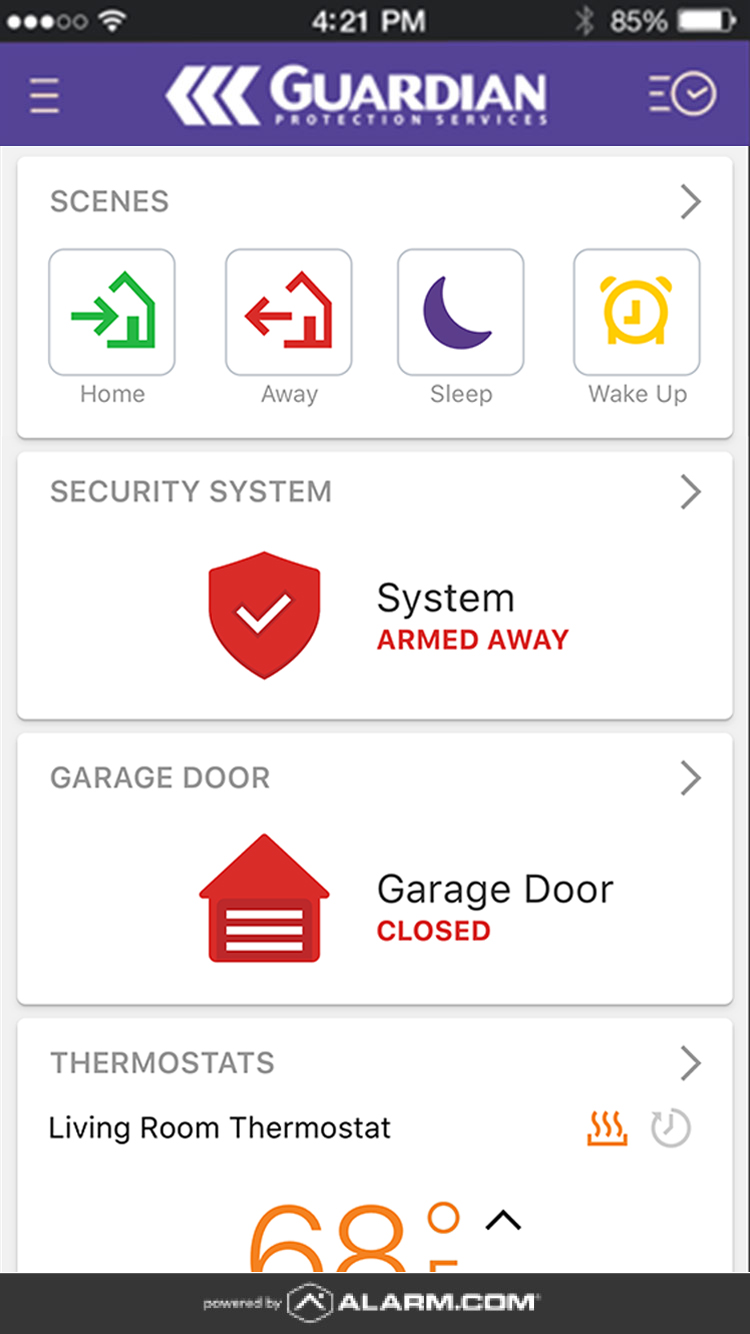 4:21 PM 85%
GUARDIAN
PROTECTION SERVICES
SCENES
Home Away Sleep Wake Up
SECURITY SYSTEM
System
ARMED AWAY
GARAGE DOOR
Garage Door
CLOSED
THERMOSTATS
Living Room Thermostat
68°F
powered by ALARM.COM